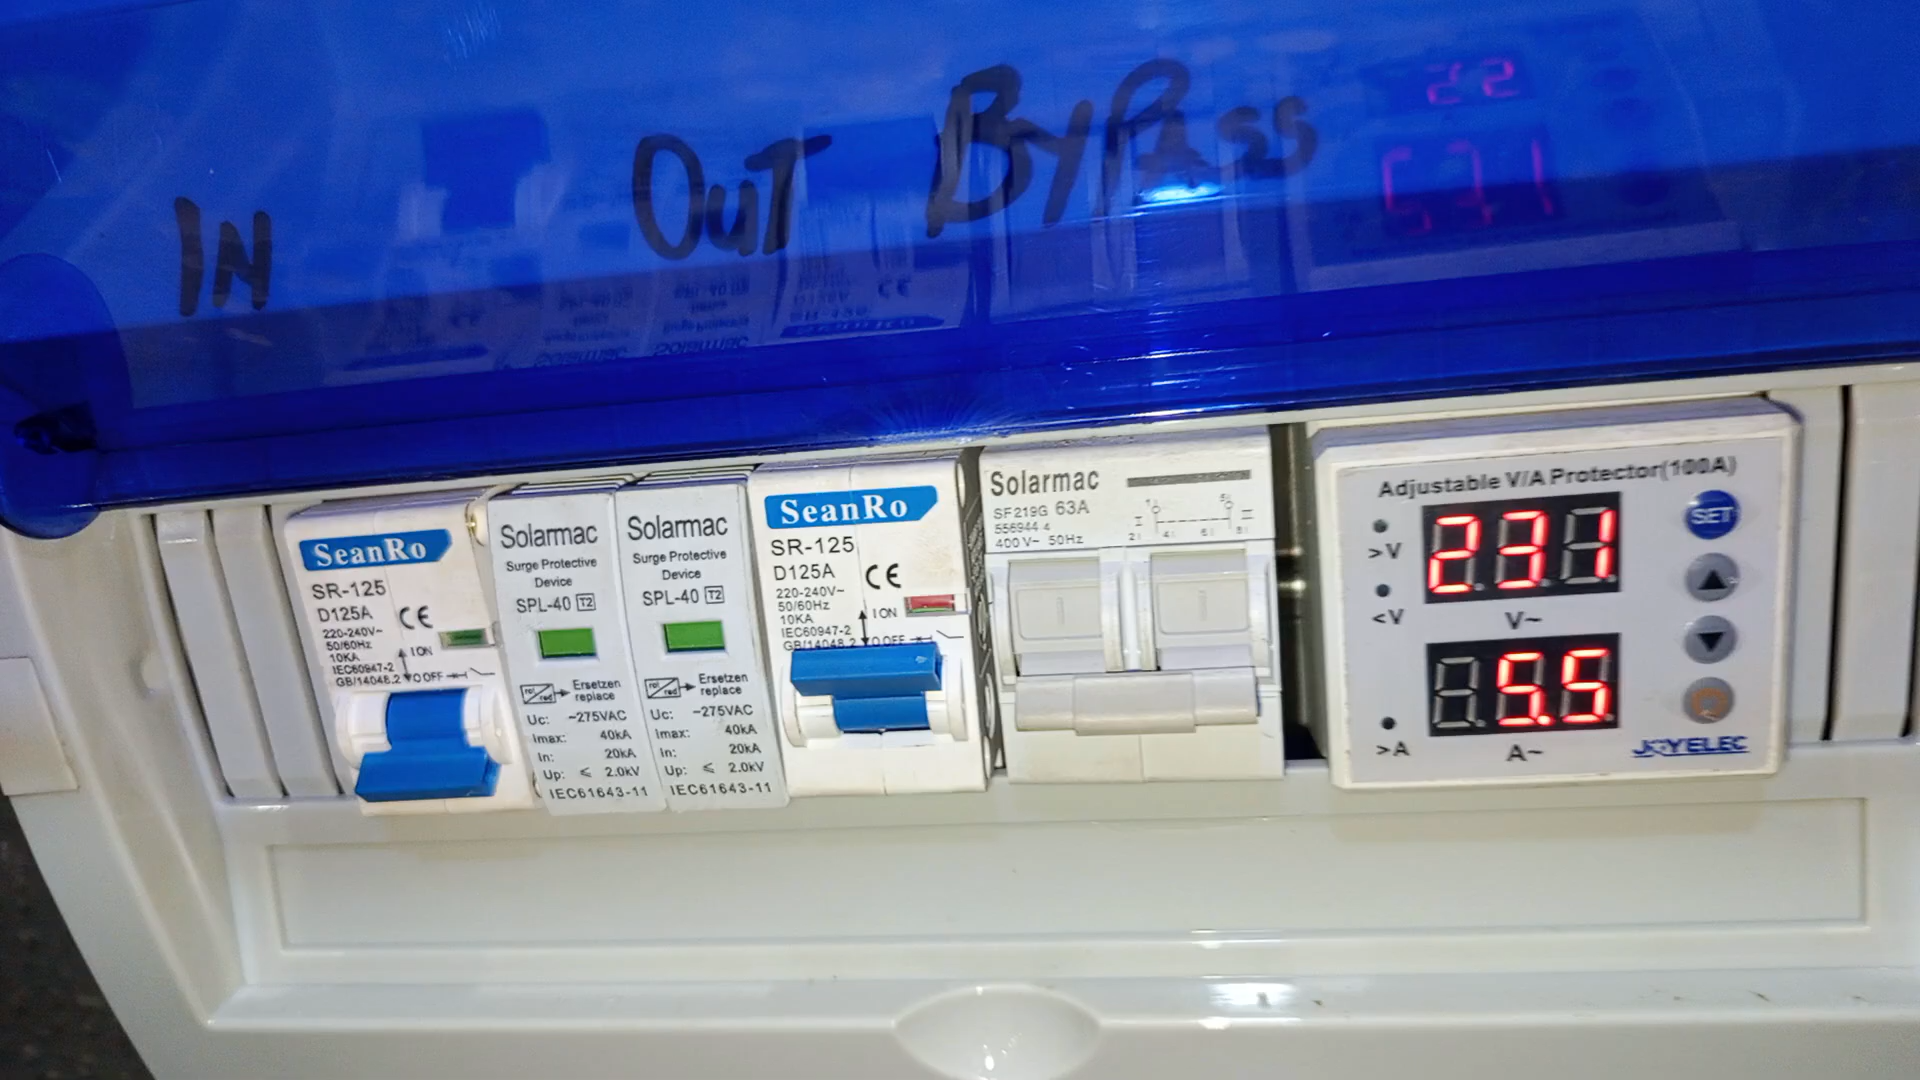 IN
OUT
BYPASS
SeanRo
SR-125
D125A
CE
220-240V~
50/60Hz
10KA
IEC60947-2
GB/14048.2
I ON
O OFF
Solarmac
Surge Protective
Device
SPL-40 T2
Ersetzen
replace
Uc: ~275VAC
Imax: 40kA
In: 20kA
Up: ≤ 2.0kV
IEC61643-11
Solarmac
Surge Protective
Device
SPL-40 T2
Ersetzen
replace
Uc: ~275VAC
Imax: 40kA
In: 20kA
Up: ≤ 2.0kV
IEC61643-11
SeanRo
SR-125
D125A
CE
220-240V~
50/60Hz
10KA
IEC60947-2
GB/14048.2
I ON
O OFF
Solarmac
SF219G 63A
556944 4
400V~ 50Hz
Adjustable V/A Protector(100A)
SET
>V
231
<V
V~
5.5
>A
A~
JOYELEC